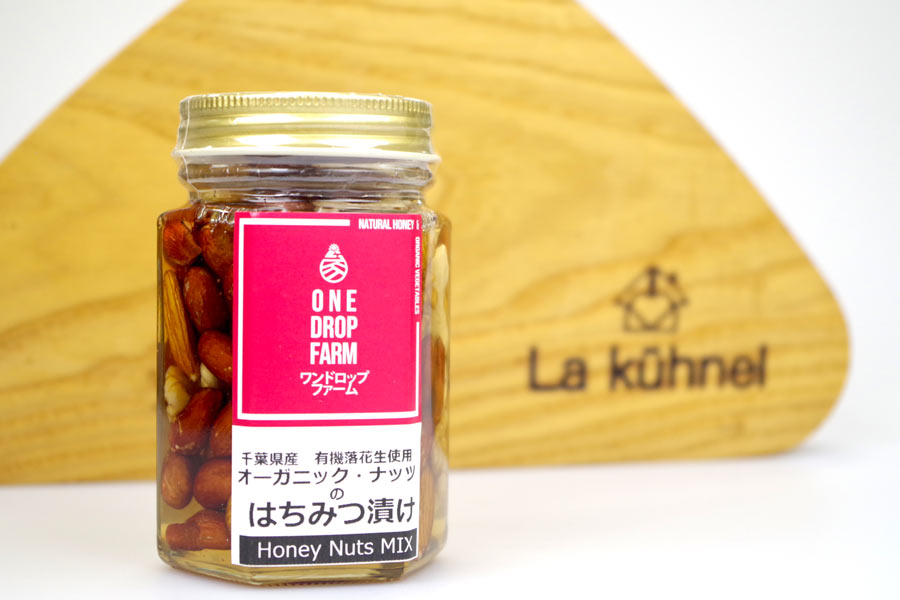 NATURAL HONEY &
ORGANIC VEGETABLES
ONE
DROP
FARM
ワンドロップ
ファーム
千葉県産 有機落花生使用
オーガニック・ナッツ
の
はちみつ漬け
Honey Nuts MIX
La kühnel